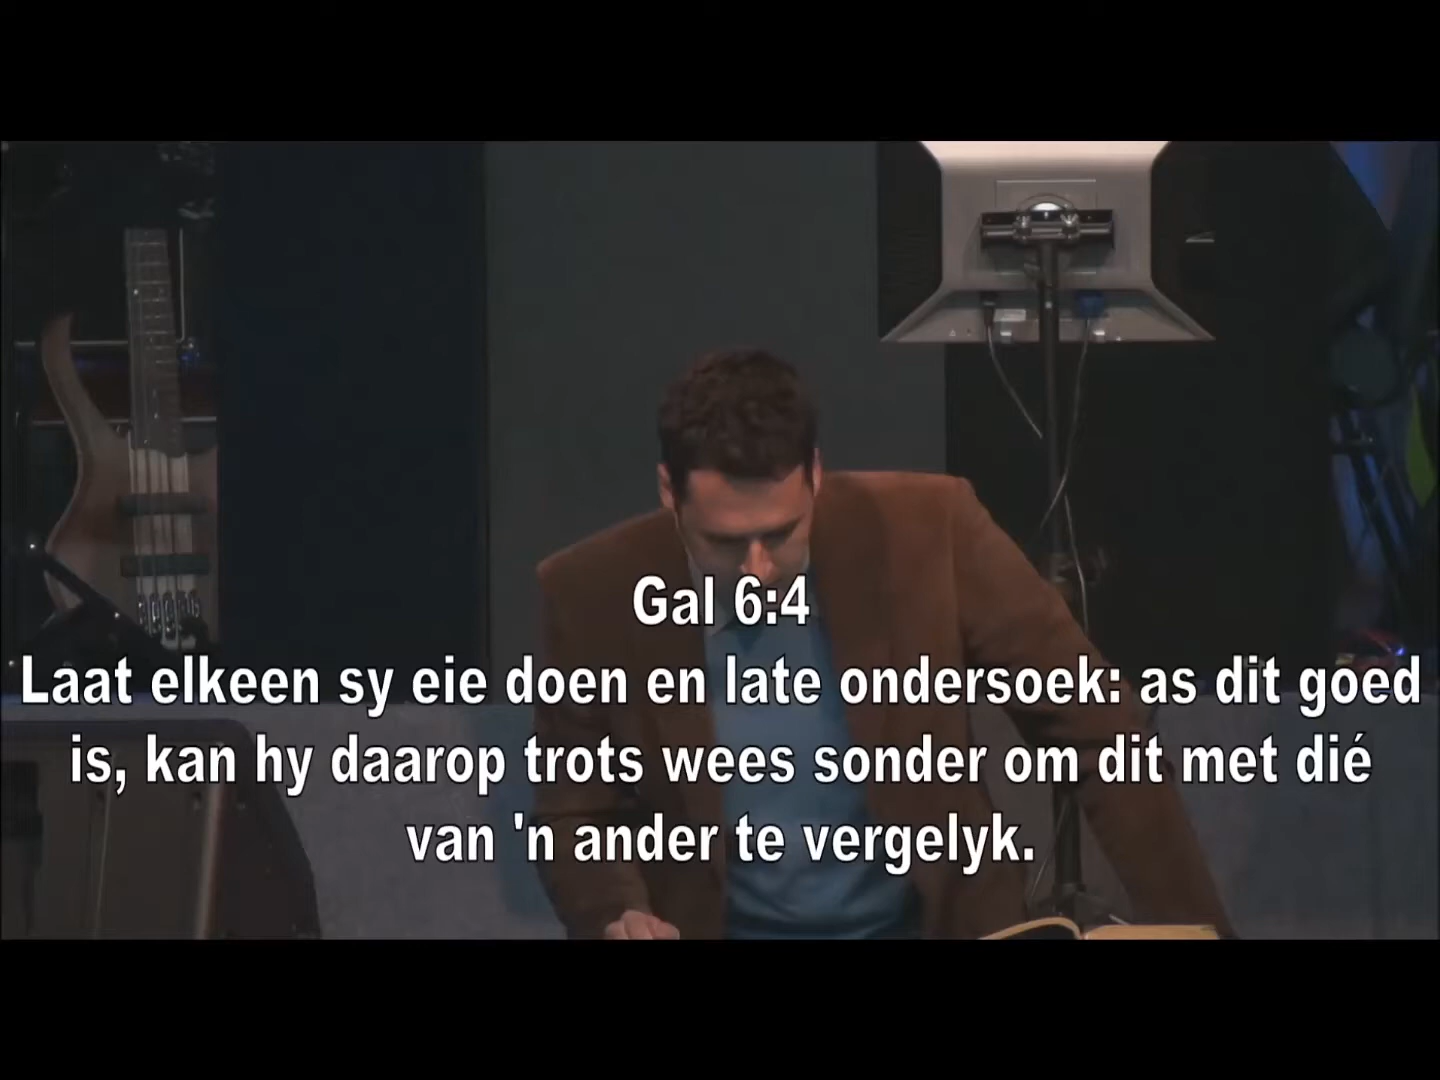 Gal 6:4
Laat elkeen sy eie doen en late ondersoek: as dit goed
is, kan hy daarop trots wees sonder om dit met dié
van 'n ander te vergelyk.